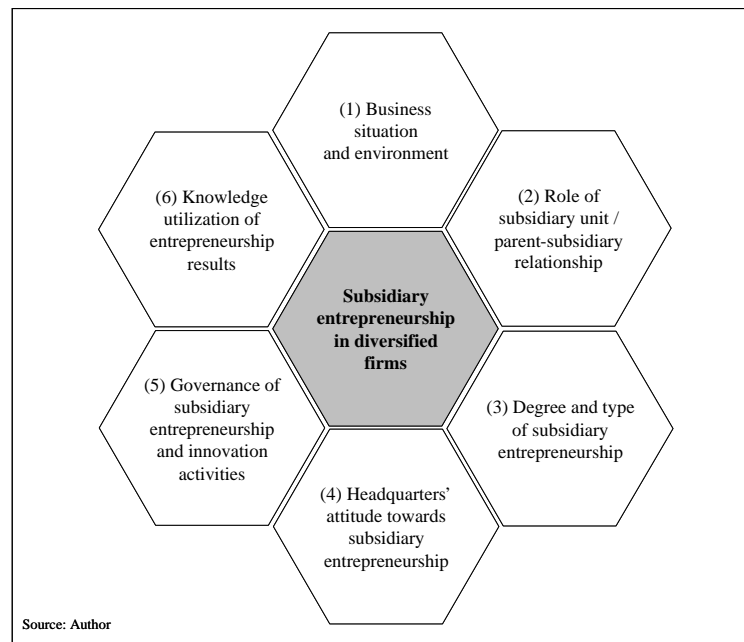 (1) Business
situation
and environment
(2) Role of
subsidiary unit /
parent-subsidiary
relationship
(3) Degree and type
of subsidiary
entrepreneurship
(4) Headquarters’
attitude towards
subsidiary
entrepreneurship
(5) Governance of
subsidiary
entrepreneurship
and innovation
activities
(6) Knowledge
utilization of
entrepreneurship
results
Subsidiary
entrepreneurship
in diversified
firms
Source: Author